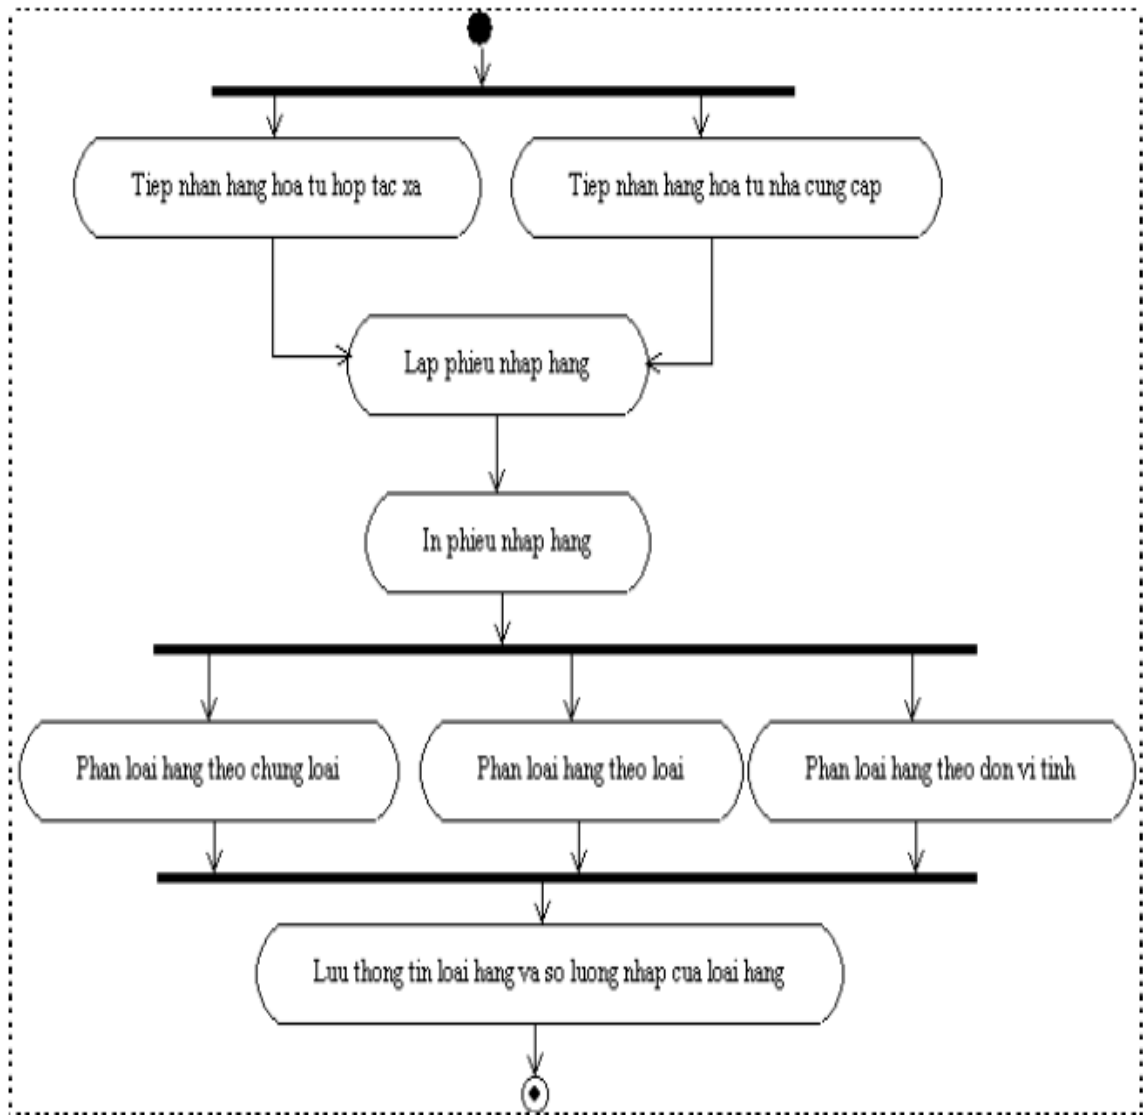 Tiep nhan hang hoa tu hop tac xa
Tiep nhan hang hoa tu nha cung cap
Lap phieu nhap hang
In phieu nhap hang
Phan loai hang theo chung loai
Phan loai hang theo loai
Phan loai hang theo don vi tinh
Luu thong tin loai hang va so luong nhap cua loai hang